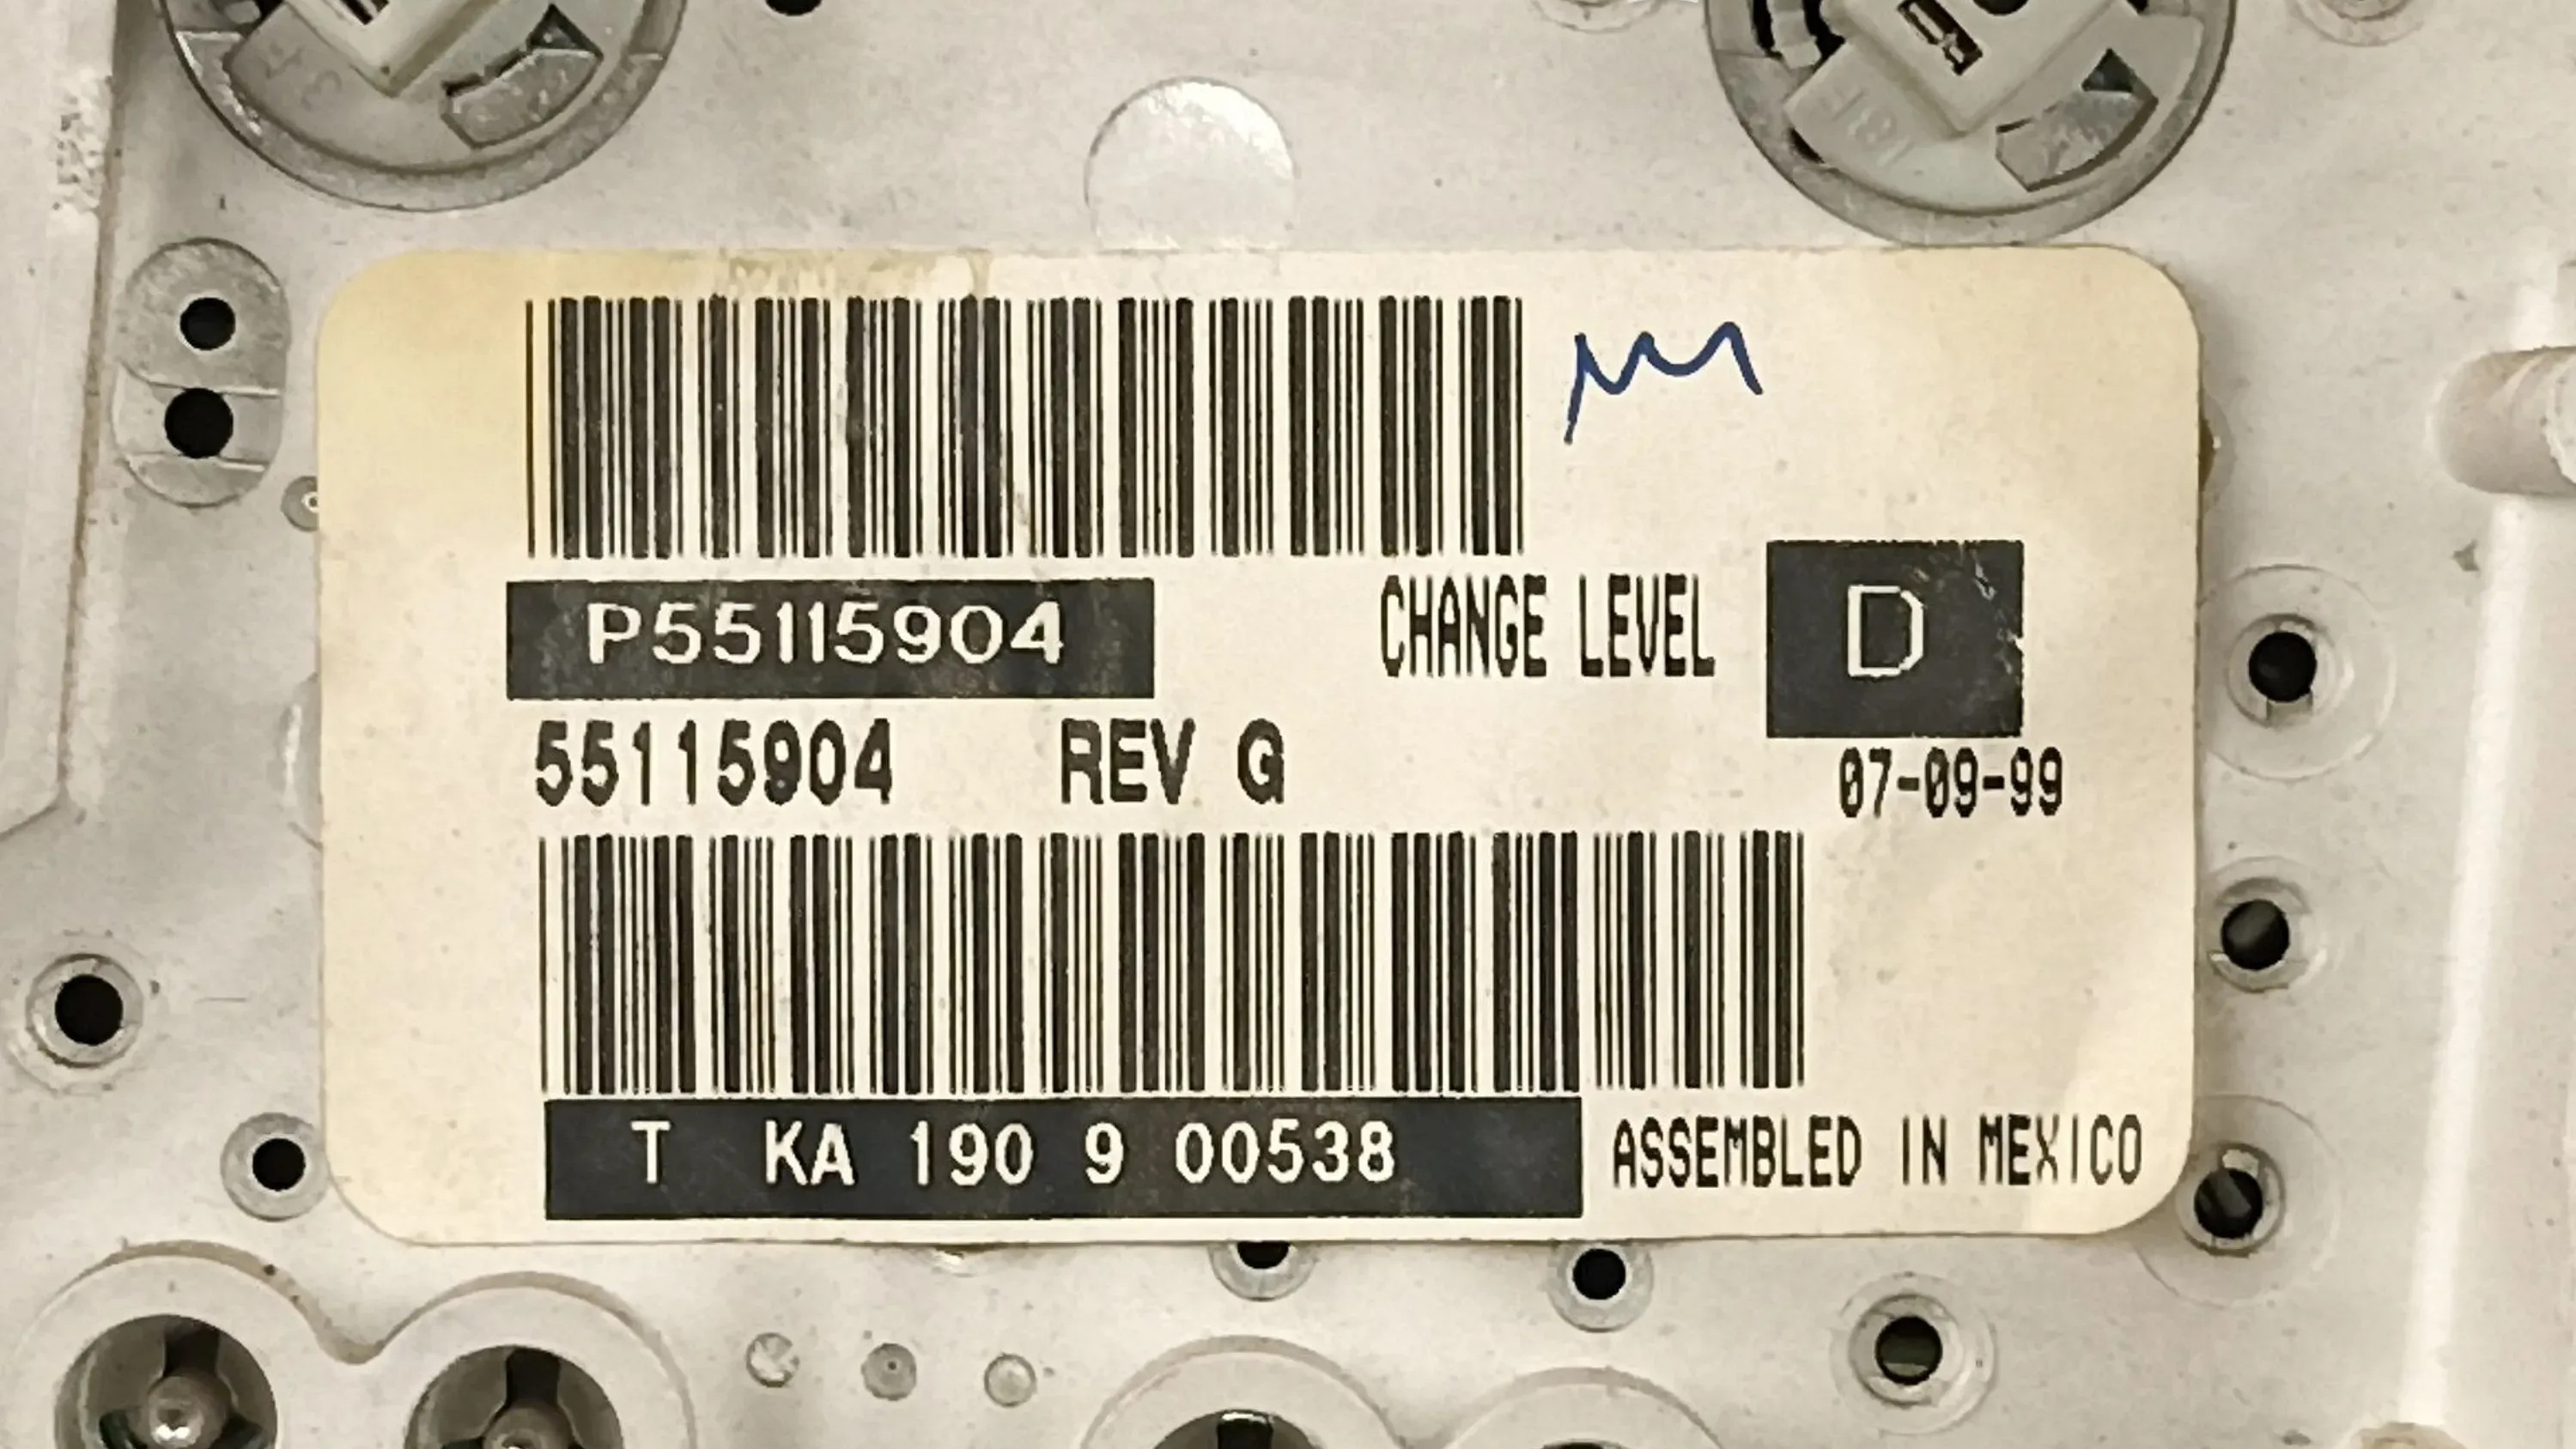 P55115904
CHANGE LEVEL D
55115904 REV G
07-09-99
T KA 190 9 00538
ASSEMBLED IN MEXICO